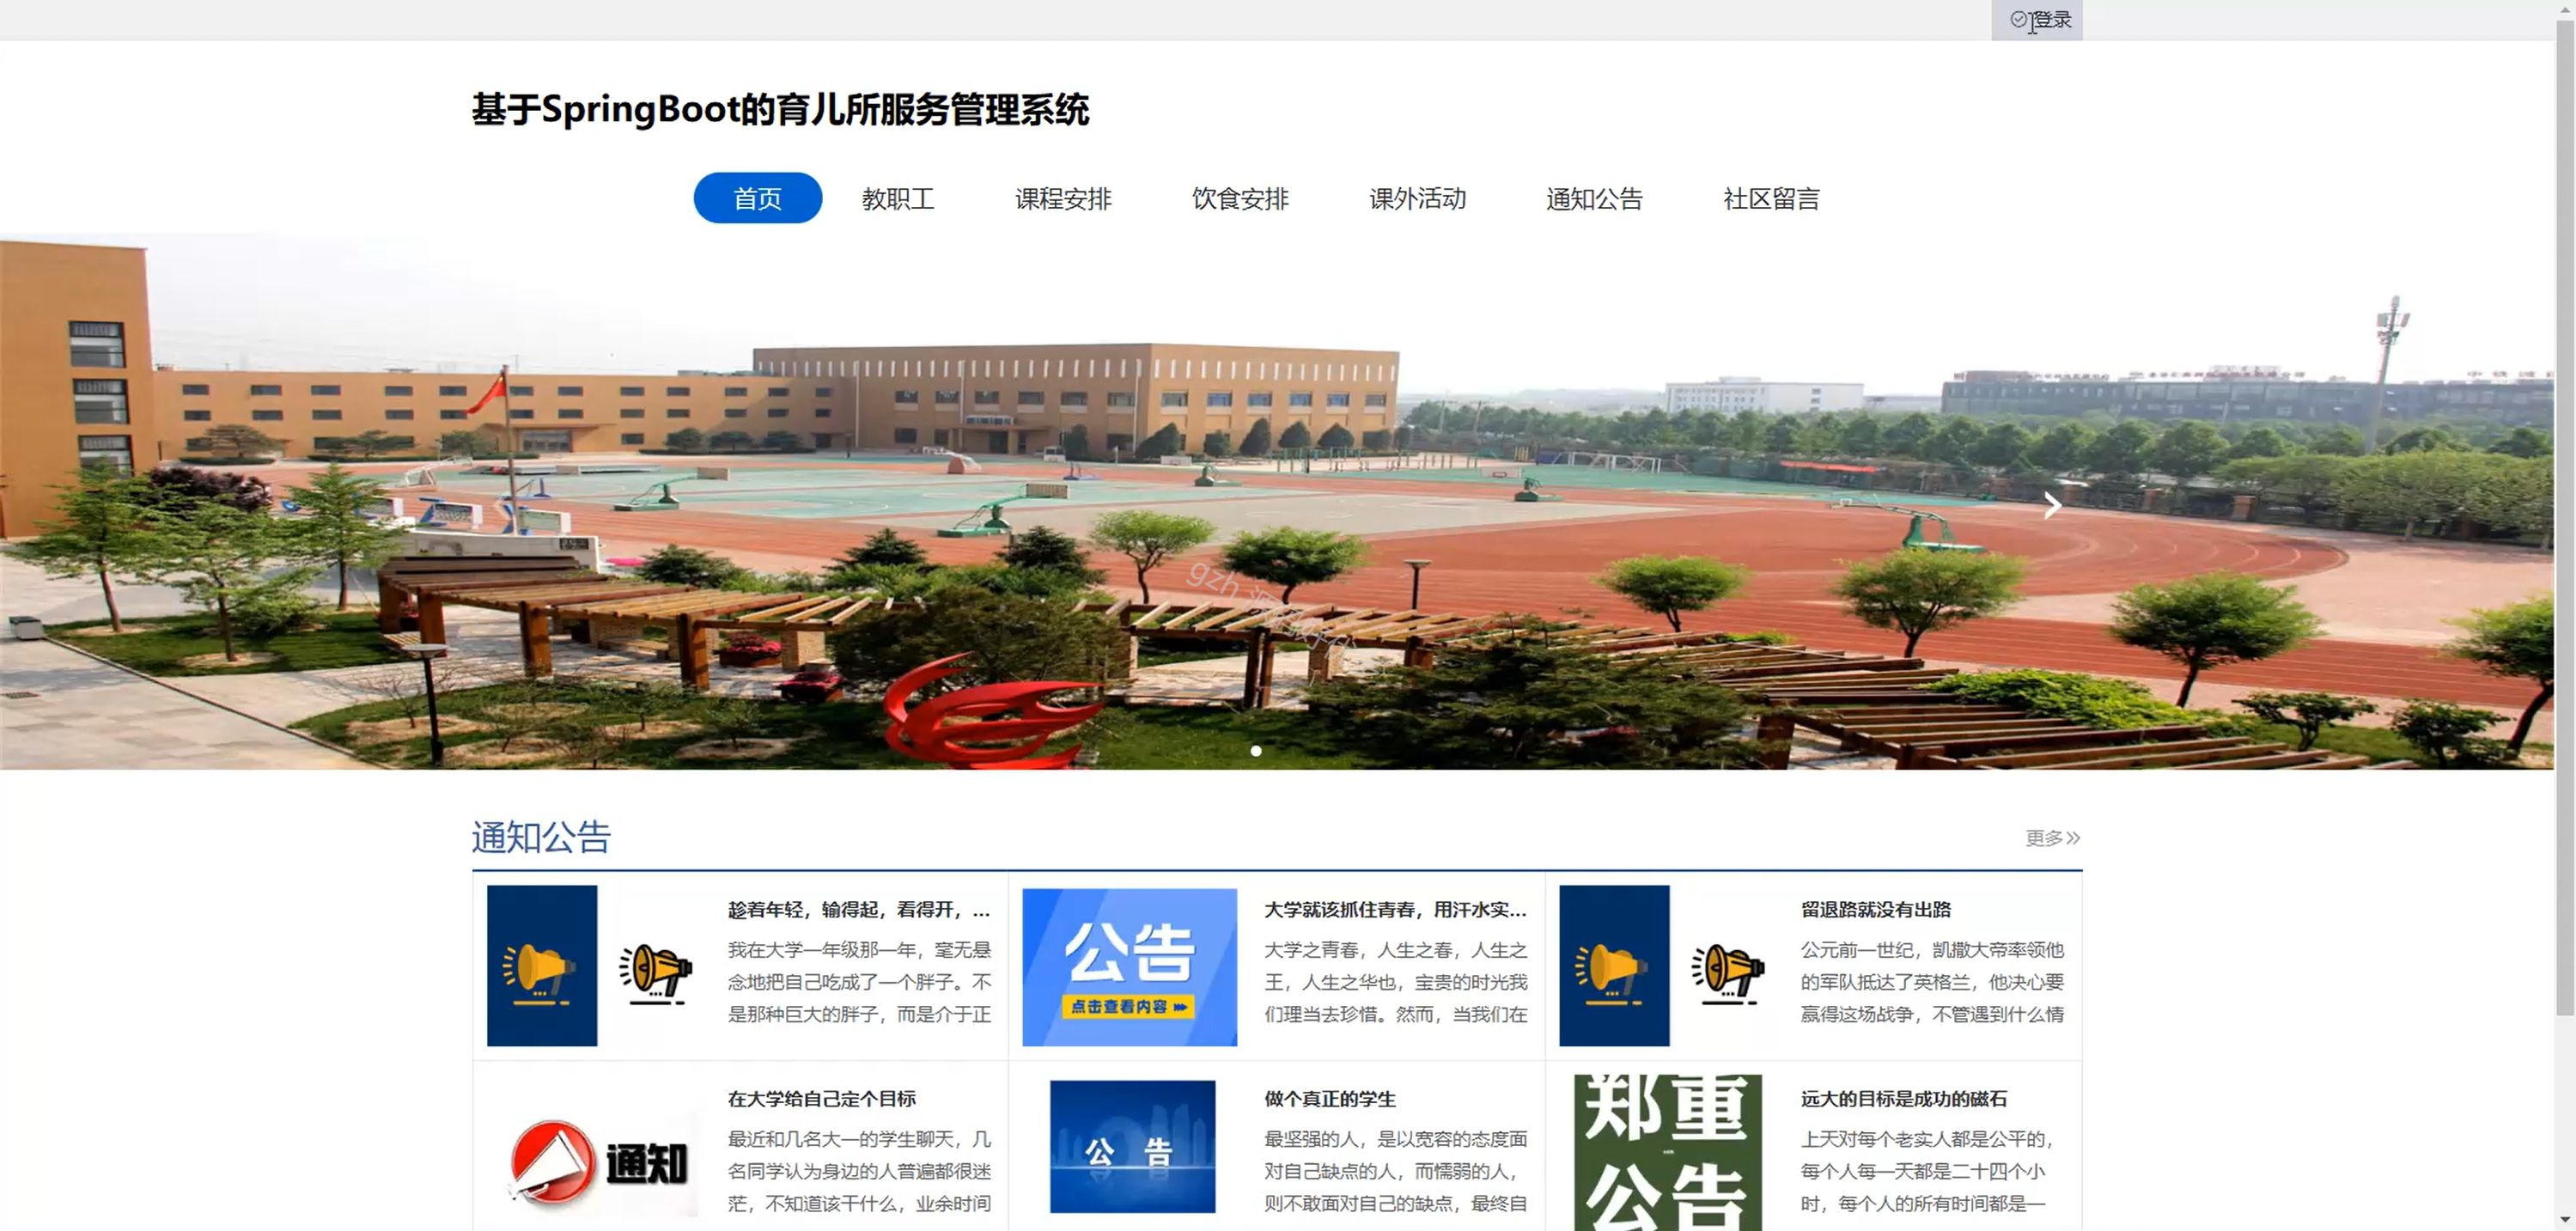 登录
基于SpringBoot的育儿所服务管理系统
首页 教职工 课程安排 饮食安排 课外活动 通知公告 社区留言
通知公告
更多
趁着年轻，输得起，看得开，...
我在大学一年级那一年，毫无悬
念地把自己吃成了一个胖子。不
是那种巨大的胖子，而是介于正
公告
点击查看内容
大学就该抓住青春，用汗水实...
大学之青春，人生之春，人生之
王，人生之华也，宝贵的时光我
们理当去珍惜。然而，当我们在
留退路就没有出路
公元前一世纪，凯撒大帝率领他
的军队抵达了英格兰，他决心要
赢得这场战争，不管遇到什么情
通知
在大学给自己定个目标
最近和几名大一的学生聊天，几
名同学认为身边的人普遍都很迷
茫，不知道该干什么，业余时间
公 告
做个真正的学生
最坚强的人，是以宽容的态度面
对自己缺点的人，而懦弱的人，
则不敢面对自己的缺点，最终自
郑重
公告
远大的目标是成功的磁石
上天对每个老实人都是公平的，
每个人每一天都是二十四个小
时，每个人的所有时间都是一